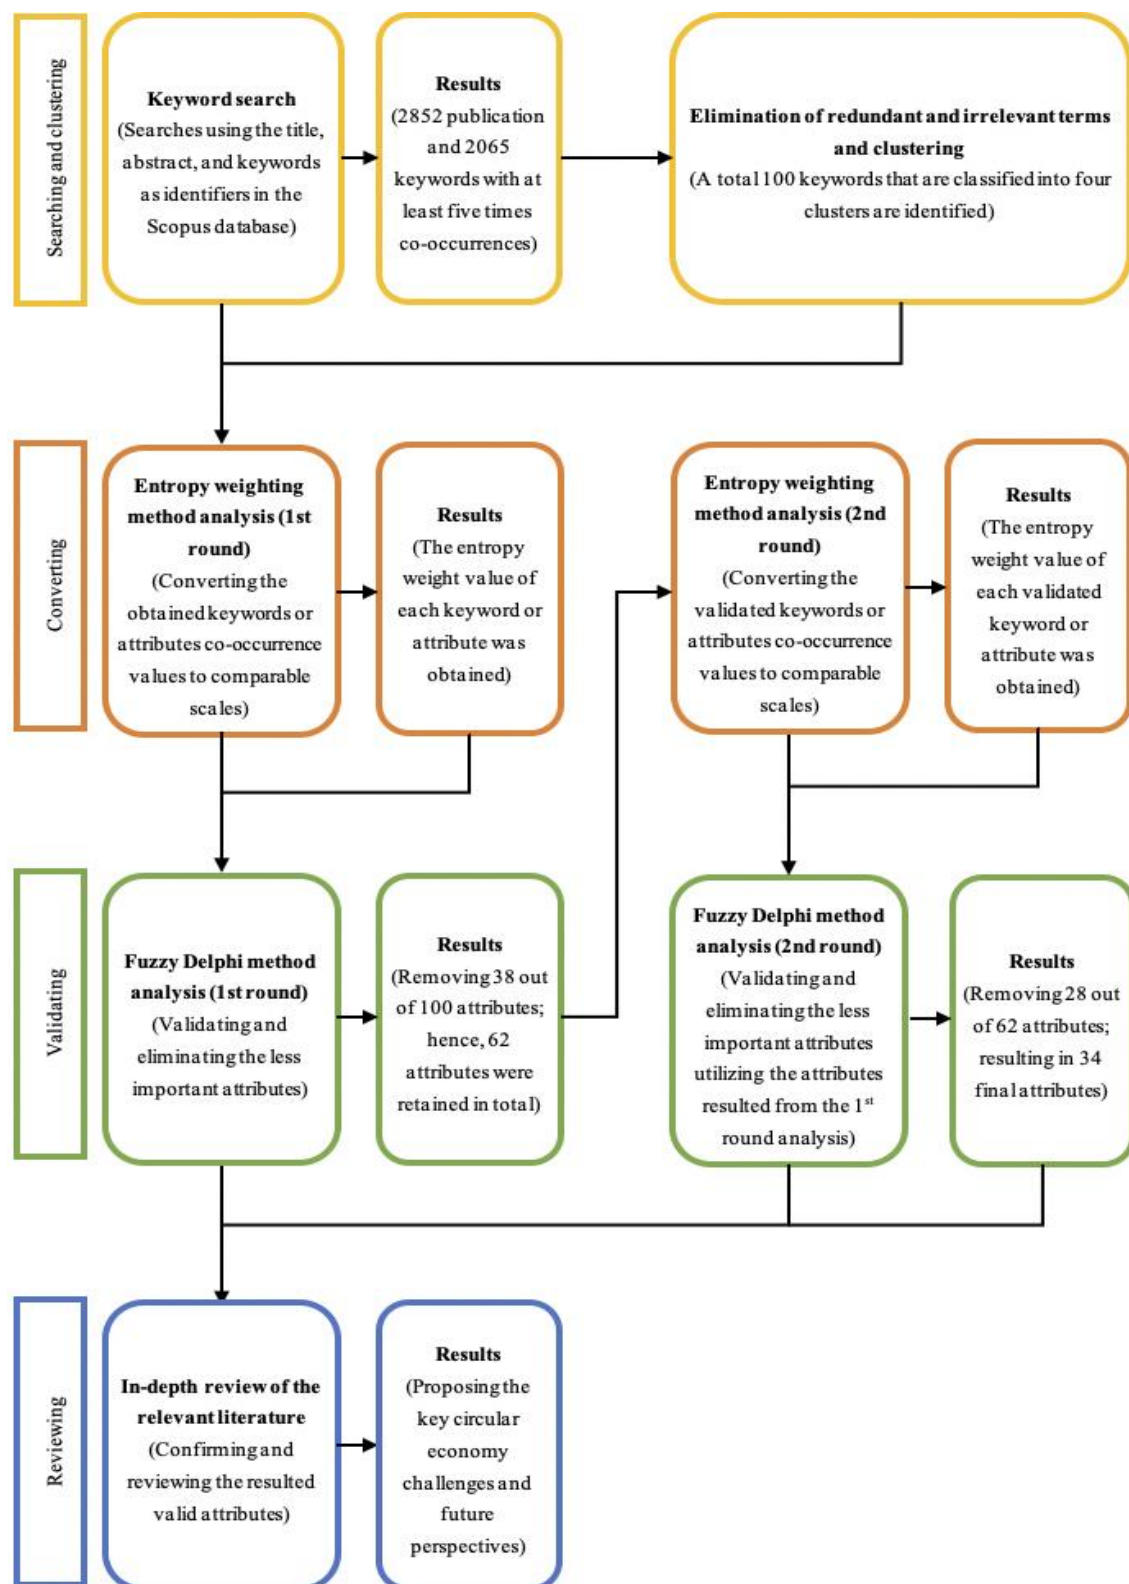 Searching and clustering
Keyword search
(Searches using the title,
abstract, and keywords
as identifiers in the
Scopus database)
Results
(2852 publication
and 2065
keywords with at
least five times
co-occurrences)
Elimination of redundant and irrelevant terms
and clustering
(A total 100 keywords that are classified into four
clusters are identified)
Converting
Entropy weighting
method analysis (1st
round)
(Converting the
obtained keywords or
attributes co-occurrence
values to comparable
scales)
Results
(The entropy
weight value of
each keyword or
attribute was
obtained)
Entropy weighting
method analysis (2nd
round)
(Converting the
validated keywords or
attributes co-occurrence
values to comparable
scales)
Results
(The entropy
weight value of
each validated
keyword or
attribute was
obtained)
Validating
Fuzzy Delphi method
analysis (1st round)
(Validating and
eliminating the less
important attributes)
Results
(Removing 38 out
of 100 attributes;
hence, 62
attributes were
retained in total)
Fuzzy Delphi method
analysis (2nd round)
(Validating and
eliminating the less
important attributes
utilizing the attributes
resulted from the 1st
round analysis)
Results
(Removing 28 out
of 62 attributes;
resulting in 34
final attributes)
Reviewing
In-depth review of the
relevant literature
(Confirming and
reviewing the resulted
valid attributes)
Results
(Proposing the
key circular
economy
challenges and
future
perspectives)